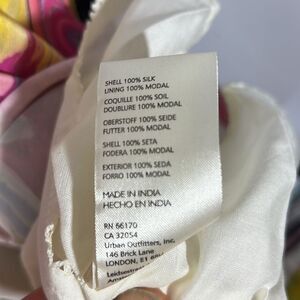 SHELL 100% SILK
LINING 100% MODAL
COQUILLE 100% SOIL
DOUBLURE 100% MODAL
OBERSTOFF 100% SEIDE
FUTTER 100% MODAL
SHELL 100% SETA
FODERA 100% MODAL
EXTERIOR 100% SEDA
FORRO 100% MODAL
MADE IN INDIA
HECHO EN INDIA
RN 66170
CA 32054
Urban Outfitters, Inc.
146 Brick Lane
LONDON, E1